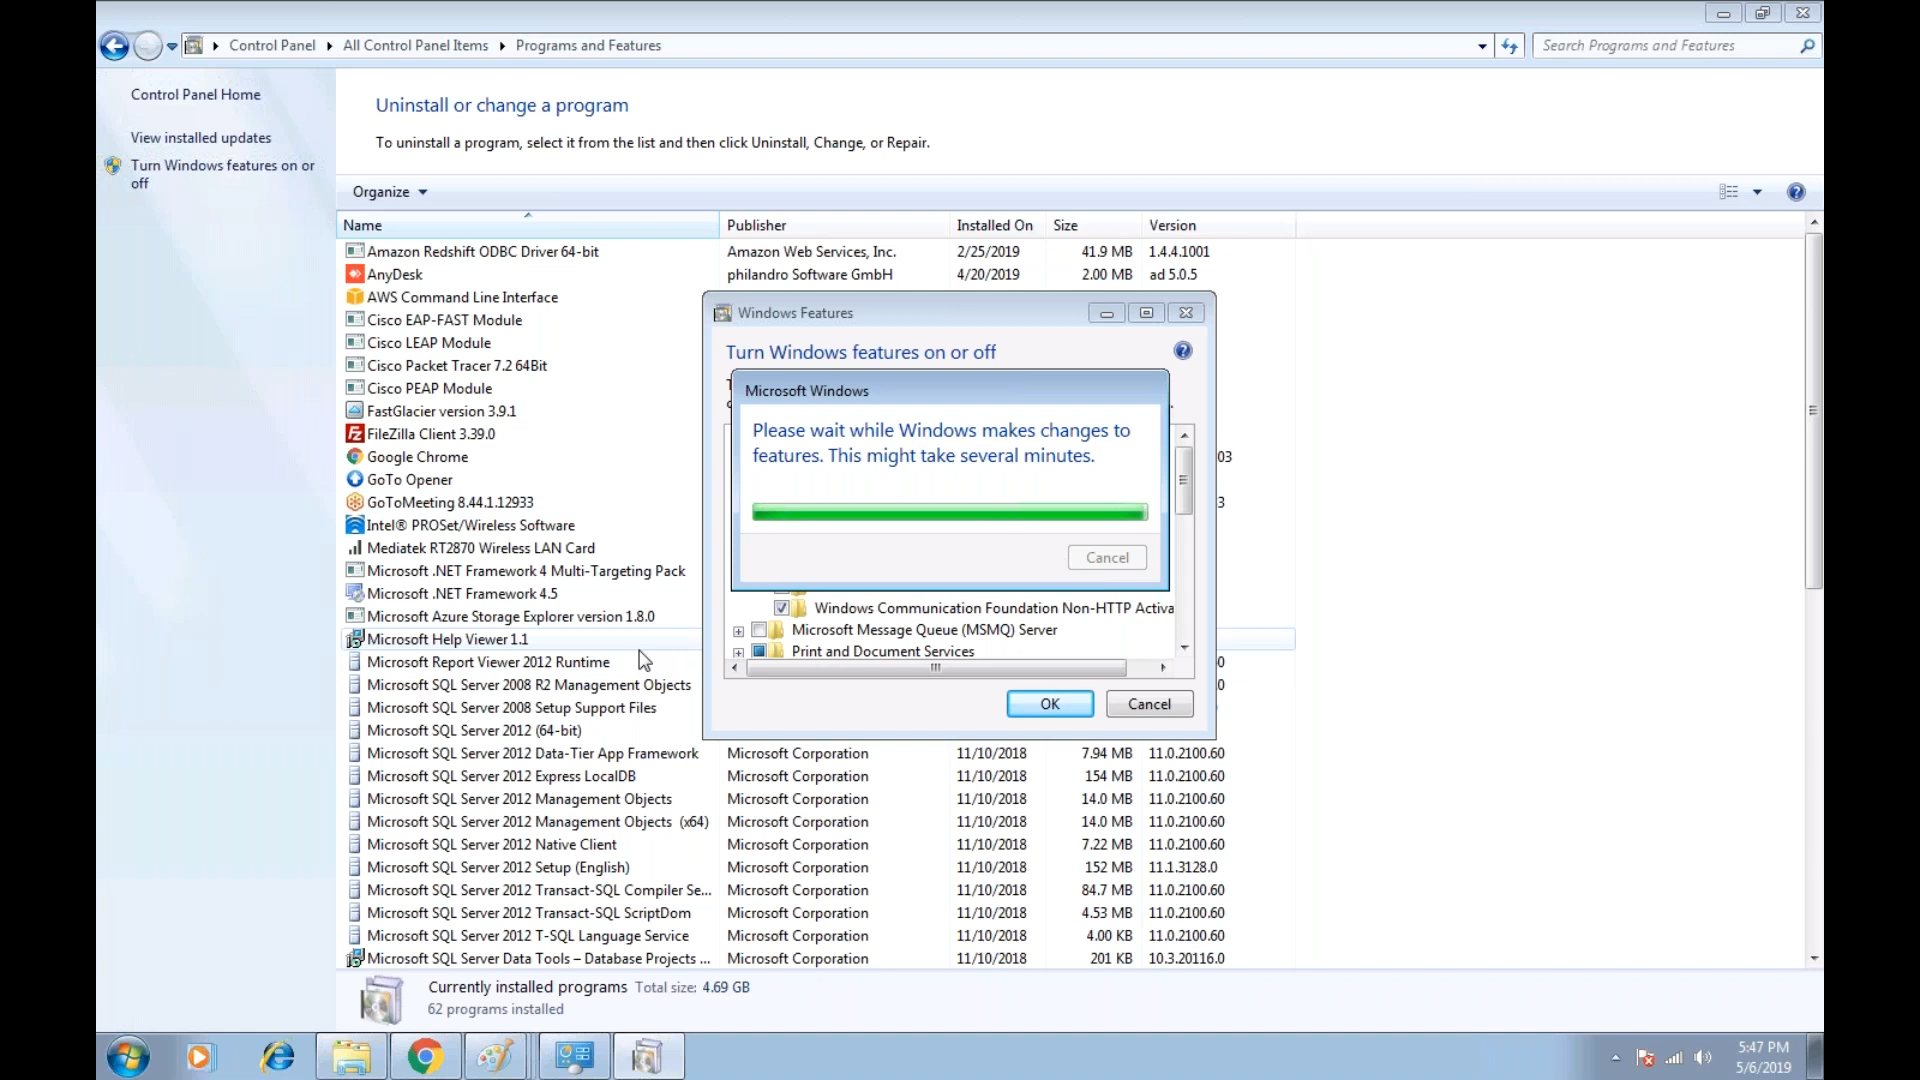 Control Panel ▸ All Control Panel Items ▸ Programs and Features
Search Programs and Features
Control Panel Home
View installed updates
Turn Windows features on or
off
Uninstall or change a program
To uninstall a program, select it from the list and then click Uninstall, Change, or Repair.
Organize
Name Publisher Installed On Size Version
Amazon Redshift ODBC Driver 64-bit Amazon Web Services, Inc. 2/25/2019 41.9 MB 1.4.4.1001
AnyDesk philandro Software GmbH 4/20/2019 2.00 MB ad 5.0.5
AWS Command Line Interface
Cisco EAP-FAST Module
Cisco LEAP Module
Cisco Packet Tracer 7.2 64Bit
Cisco PEAP Module
FastGlacier version 3.9.1
FileZilla Client 3.39.0
Google Chrome 03
GoTo Opener
GoToMeeting 8.44.1.12933 3
Intel® PROSet/Wireless Software
Mediatek RT2870 Wireless LAN Card
Microsoft .NET Framework 4 Multi-Targeting Pack
Microsoft .NET Framework 4.5
Microsoft Azure Storage Explorer version 1.8.0
Microsoft Help Viewer 1.1
Microsoft Report Viewer 2012 Runtime 0
Microsoft SQL Server 2008 R2 Management Objects .0
Microsoft SQL Server 2008 Setup Support Files
Microsoft SQL Server 2012 (64-bit)
Microsoft SQL Server 2012 Data-Tier App Framework Microsoft Corporation 11/10/2018 7.94 MB 11.0.2100.60
Microsoft SQL Server 2012 Express LocalDB Microsoft Corporation 11/10/2018 154 MB 11.0.2100.60
Microsoft SQL Server 2012 Management Objects Microsoft Corporation 11/10/2018 14.0 MB 11.0.2100.60
Microsoft SQL Server 2012 Management Objects (x64) Microsoft Corporation 11/10/2018 14.0 MB 11.0.2100.60
Microsoft SQL Server 2012 Native Client Microsoft Corporation 11/10/2018 7.22 MB 11.0.2100.60
Microsoft SQL Server 2012 Setup (English) Microsoft Corporation 11/10/2018 152 MB 11.1.3128.0
Microsoft SQL Server 2012 Transact-SQL Compiler Se... Microsoft Corporation 11/10/2018 84.7 MB 11.0.2100.60
Microsoft SQL Server 2012 Transact-SQL ScriptDom Microsoft Corporation 11/10/2018 4.53 MB 11.0.2100.60
Microsoft SQL Server 2012 T-SQL Language Service Microsoft Corporation 11/10/2018 4.00 KB 11.0.2100.60
Microsoft SQL Server Data Tools – Database Projects ... Microsoft Corporation 11/10/2018 201 KB 10.3.20116.0
Windows Features
Turn Windows features on or off
Microsoft Windows
Please wait while Windows makes changes to
features. This might take several minutes.
Cancel
Windows Communication Foundation Non-HTTP Activa
Microsoft Message Queue (MSMQ) Server
Print and Document Services
OK Cancel
Currently installed programs Total size: 4.69 GB
62 programs installed
5:47 PM
5/6/2019